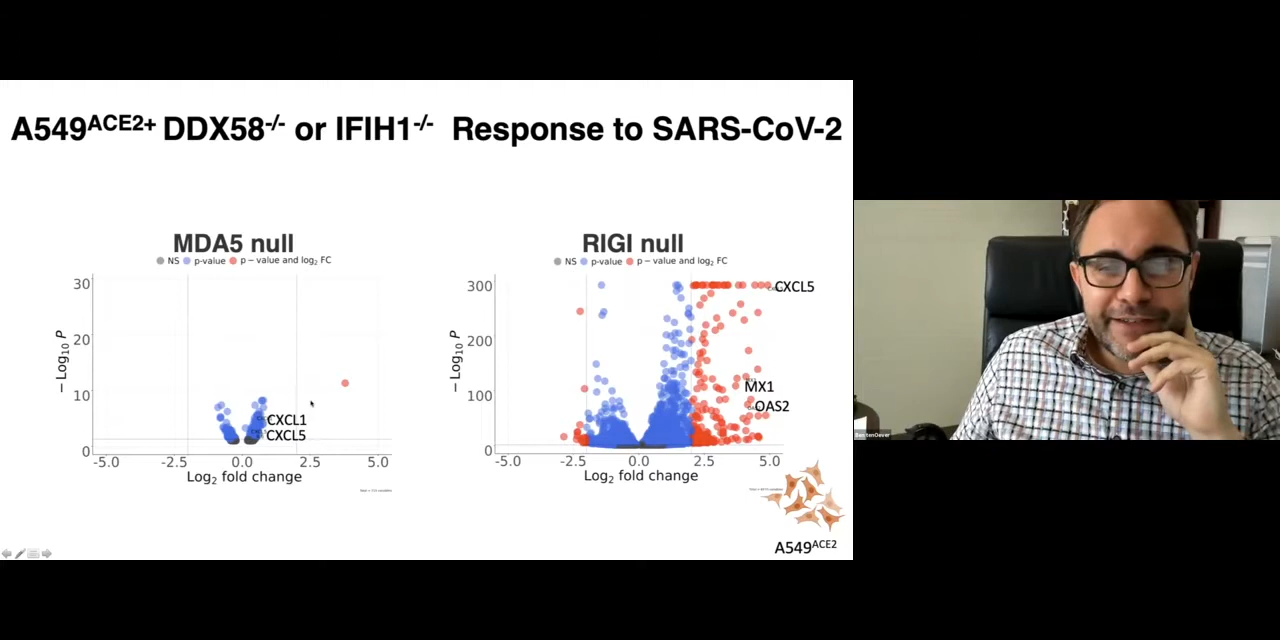 A549ACE2+ DDX58-/- or IFIH1-/- Response to SARS-CoV-2
MDA5 null
NS p-value p − value and log2 FC
30
20
10
0
− Log10 P
-5.0 -2.5 0.0 2.5 5.0
Log2 fold change
CXCL1
CXCL5
RIGI null
NS p-value p − value and log2 FC
300
200
100
0
− Log10 P
-5.0 -2.5 0.0 2.5 5.0
Log2 fold change
CXCL5
MX1
OAS2
A549ACE2